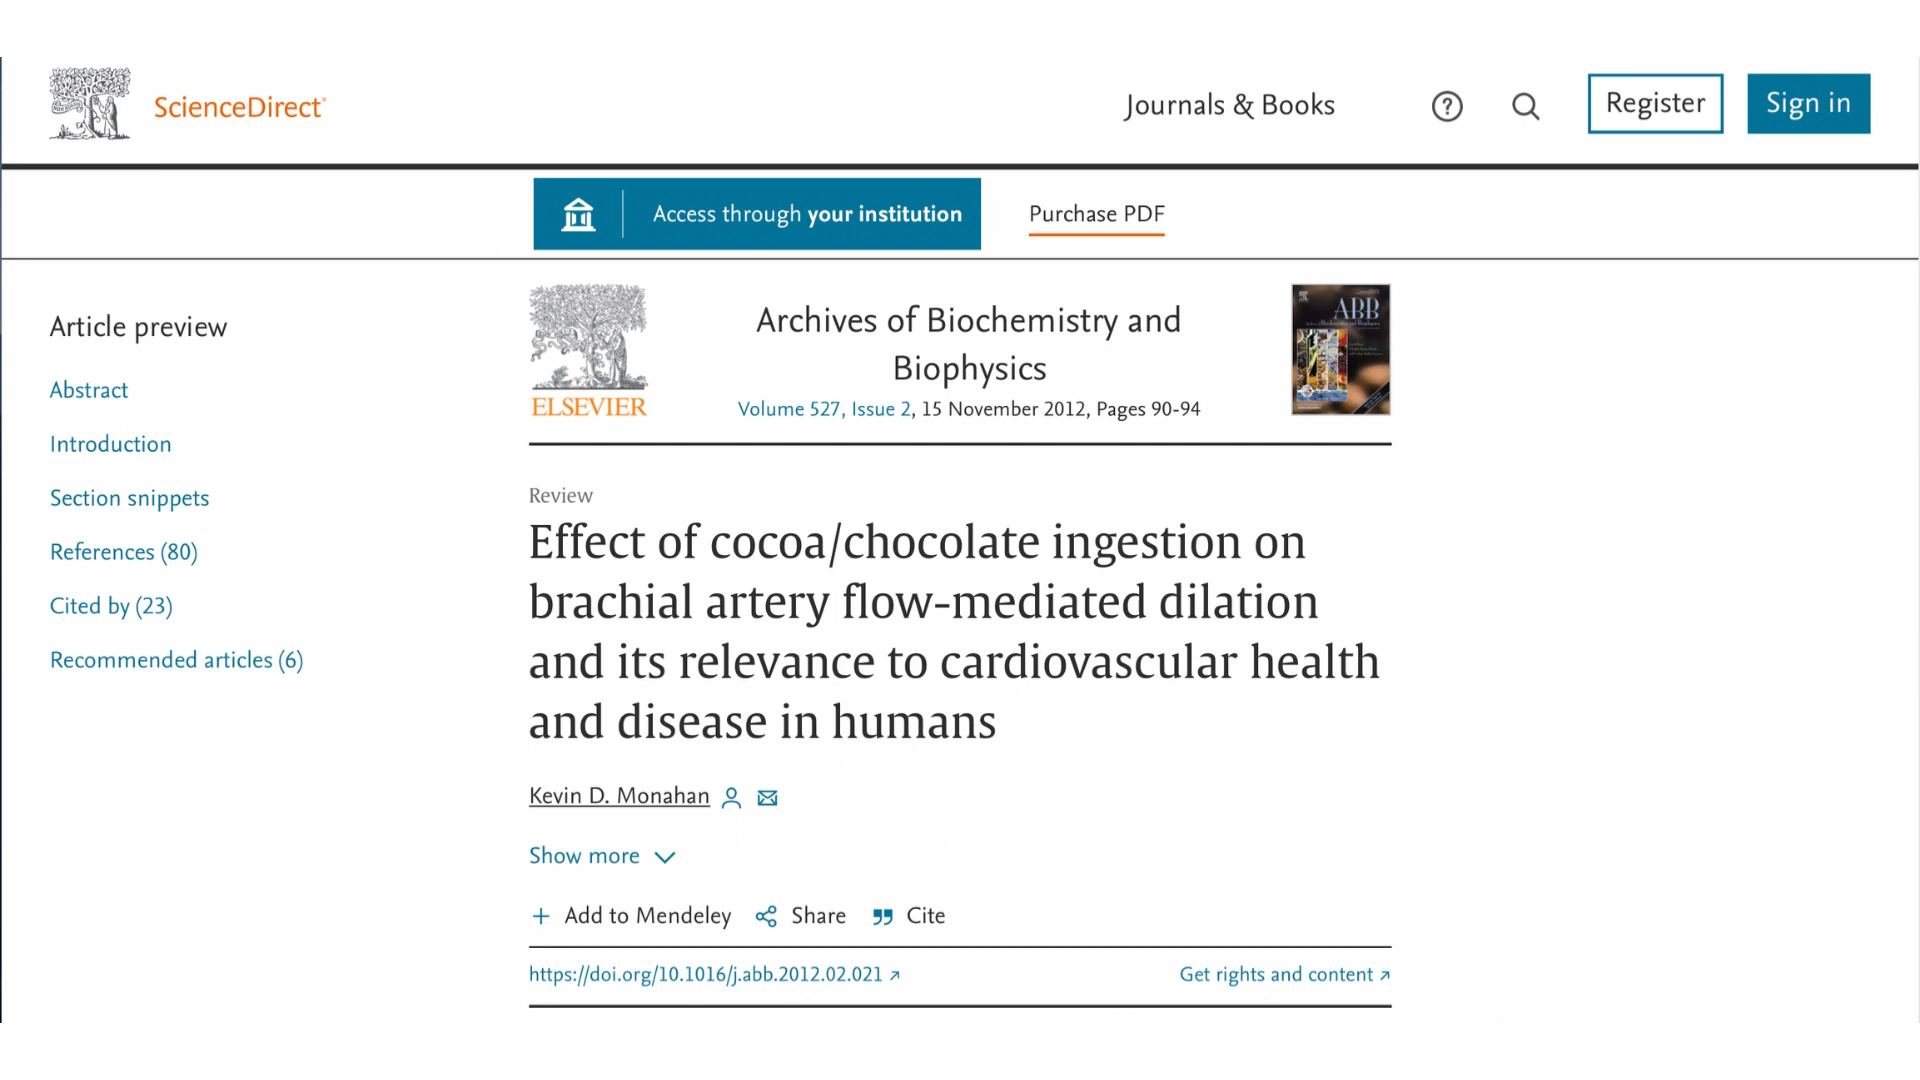 ScienceDirect
Journals & Books
Register
Sign in
Access through your institution
Purchase PDF
Article preview
Abstract
Introduction
Section snippets
References (80)
Cited by (23)
Recommended articles (6)
ELSEVIER
Archives of Biochemistry and
Biophysics
Volume 527, Issue 2, 15 November 2012, Pages 90-94
ABB
Review
Effect of cocoa/chocolate ingestion on
brachial artery flow-mediated dilation
and its relevance to cardiovascular health
and disease in humans
Kevin D. Monahan
Show more
Add to Mendeley
Share
Cite
https://doi.org/10.1016/j.abb.2012.02.021
Get rights and content